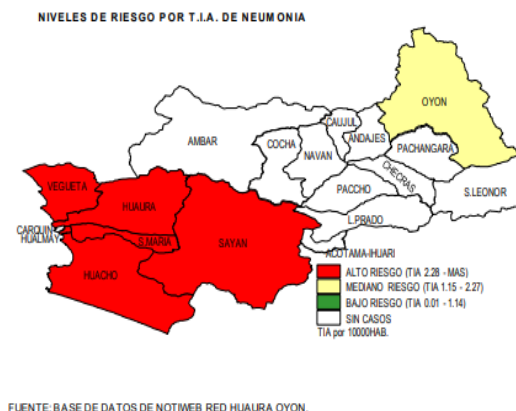 NIVELES DE RIESGO POR T.I.A. DE NEUMONIA
OYON
CAUJUL
ANDAJES
AMBAR
COCHA
NAVAN
PACHANGARA
CHECRAS
PACCHO
S.LEONOR
VEGUETA
HUAURA
L.PRADO
CARQUIN
HUALMAY
S.MARIA
SAYAN
ACOTAMA-IHUARI
HUACHO
ALTO RIESGO (TIA 2.28 - MAS)
MEDIANO RIESGO (TIA 1.15 - 2.27)
BAJO RIESGO (TIA 0.01 - 1.14)
SIN CASOS
TIA por 10000HAB.
FUENTE: BASE DE DATOS DE NOTIWEB RED HUAURA OYON.